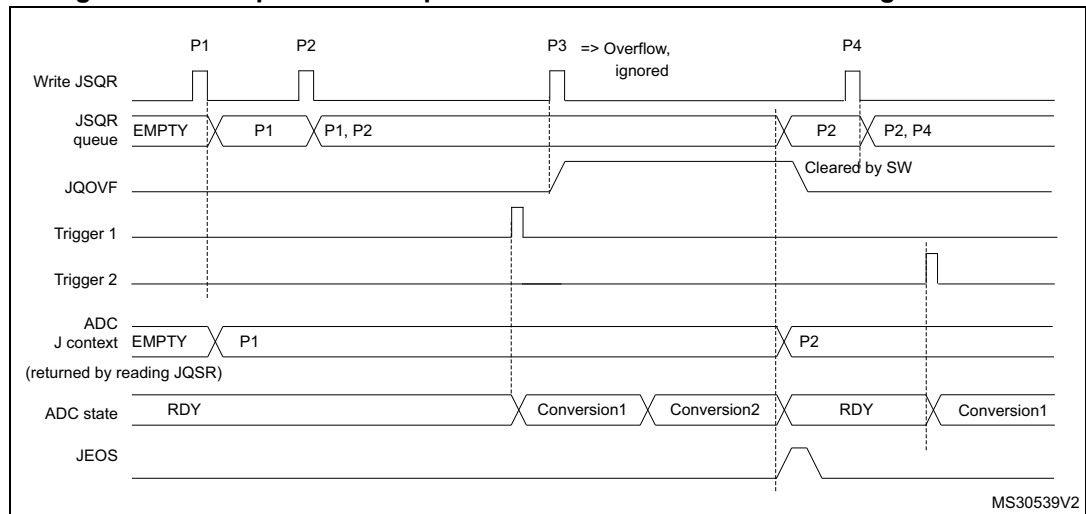 P1 P2 P3 => Overflow, P4
ignored
Write JSQR
JSQR
queue
EMPTY P1 P1, P2 P2 P2, P4
Cleared by SW
JQOVF
Trigger 1
Trigger 2
ADC
J context EMPTY P1 P2
(returned by reading JQSR)
ADC state RDY Conversion1 Conversion2 RDY Conversion1
JEOS
MS30539V2